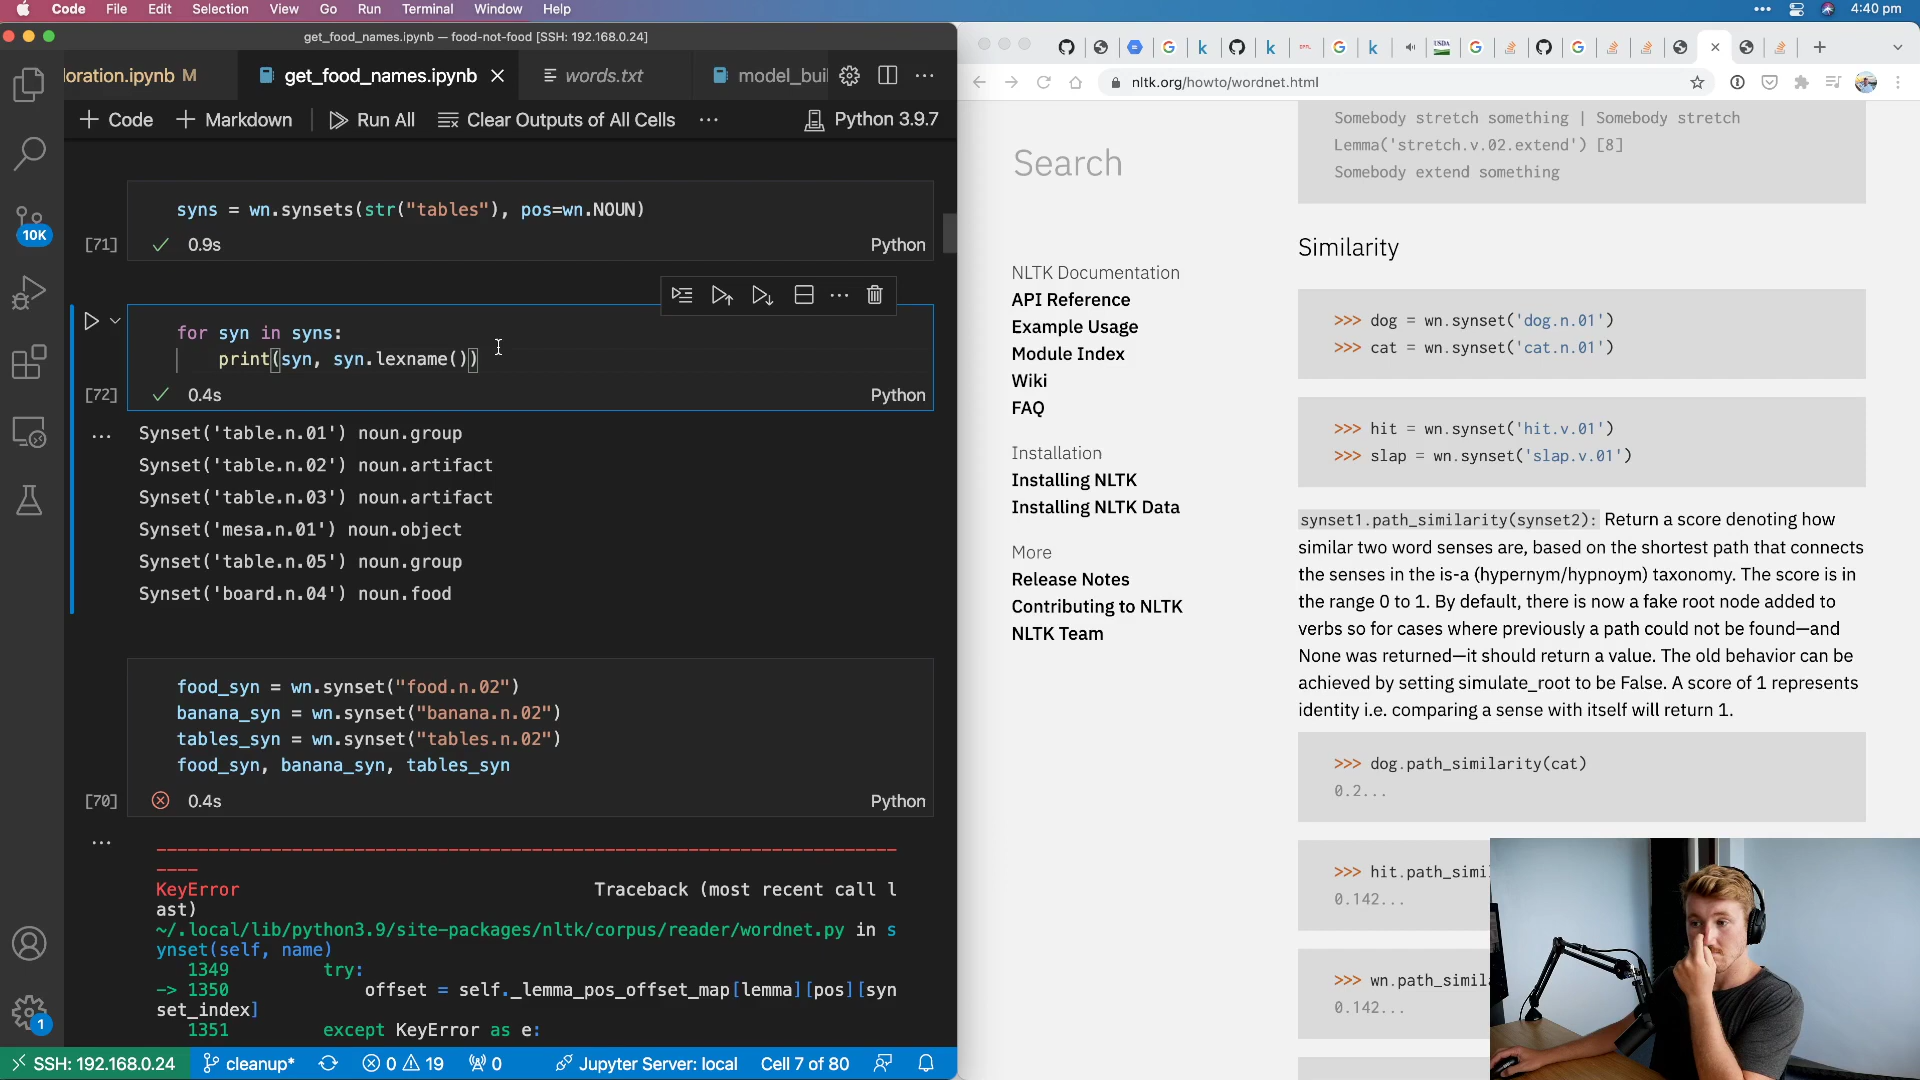 Code File Edit Selection View Go Run Terminal Window Help 4:40 pm
get_food_names.ipynb — food-not-food [SSH: 192.168.0.24]
loration.ipynb M get_food_names.ipynb words.txt model_bui
Code Markdown Run All Clear Outputs of All Cells ··· Python 3.9.7
10K
syns = wn.synsets(str("tables"), pos=wn.NOUN)
[71] 0.9s Python
for syn in syns:
print(syn, syn.lexname())
[72] 0.4s Python
Synset('table.n.01') noun.group
Synset('table.n.02') noun.artifact
Synset('table.n.03') noun.artifact
Synset('mesa.n.01') noun.object
Synset('table.n.05') noun.group
Synset('board.n.04') noun.food
food_syn = wn.synset("food.n.02")
banana_syn = wn.synset("banana.n.02")
tables_syn = wn.synset("tables.n.02")
food_syn, banana_syn, tables_syn
[70] 0.4s Python
KeyError Traceback (most recent call l
ast)
~/.local/lib/python3.9/site-packages/nltk/corpus/reader/wordnet.py in s
ynset(self, name)
1349 try:
-> 1350 offset = self._lemma_pos_offset_map[lemma][pos][syn
set_index]
1351 except KeyError as e:
1
SSH: 192.168.0.24 cleanup* 0 19 0 Jupyter Server: local Cell 7 of 80
nltk.org/howto/wordnet.html
Search
NLTK Documentation
API Reference
Example Usage
Module Index
Wiki
FAQ
Installation
Installing NLTK
Installing NLTK Data
More
Release Notes
Contributing to NLTK
NLTK Team
Somebody stretch something | Somebody stretch
Lemma('stretch.v.02.extend') [8]
Somebody extend something
Similarity
>>> dog = wn.synset('dog.n.01')
>>> cat = wn.synset('cat.n.01')
>>> hit = wn.synset('hit.v.01')
>>> slap = wn.synset('slap.v.01')
synset1.path_similarity(synset2): Return a score denoting how
similar two word senses are, based on the shortest path that connects
the senses in the is-a (hypernym/hypnoym) taxonomy. The score is in
the range 0 to 1. By default, there is now a fake root node added to
verbs so for cases where previously a path could not be found—and
None was returned—it should return a value. The old behavior can be
achieved by setting simulate_root to be False. A score of 1 represents
identity i.e. comparing a sense with itself will return 1.
>>> dog.path_similarity(cat)
0.2...
>>> hit.path_simi
0.142...
>>> wn.path_simil
0.142...